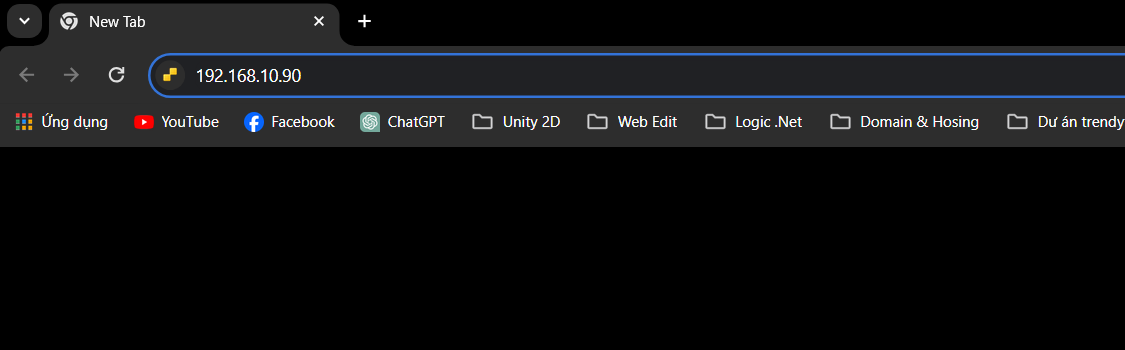 New Tab
192.168.10.90
Ứng dụng YouTube Facebook ChatGPT Unity 2D Web Edit Logic .Net Domain & Hosing Dự án trendy